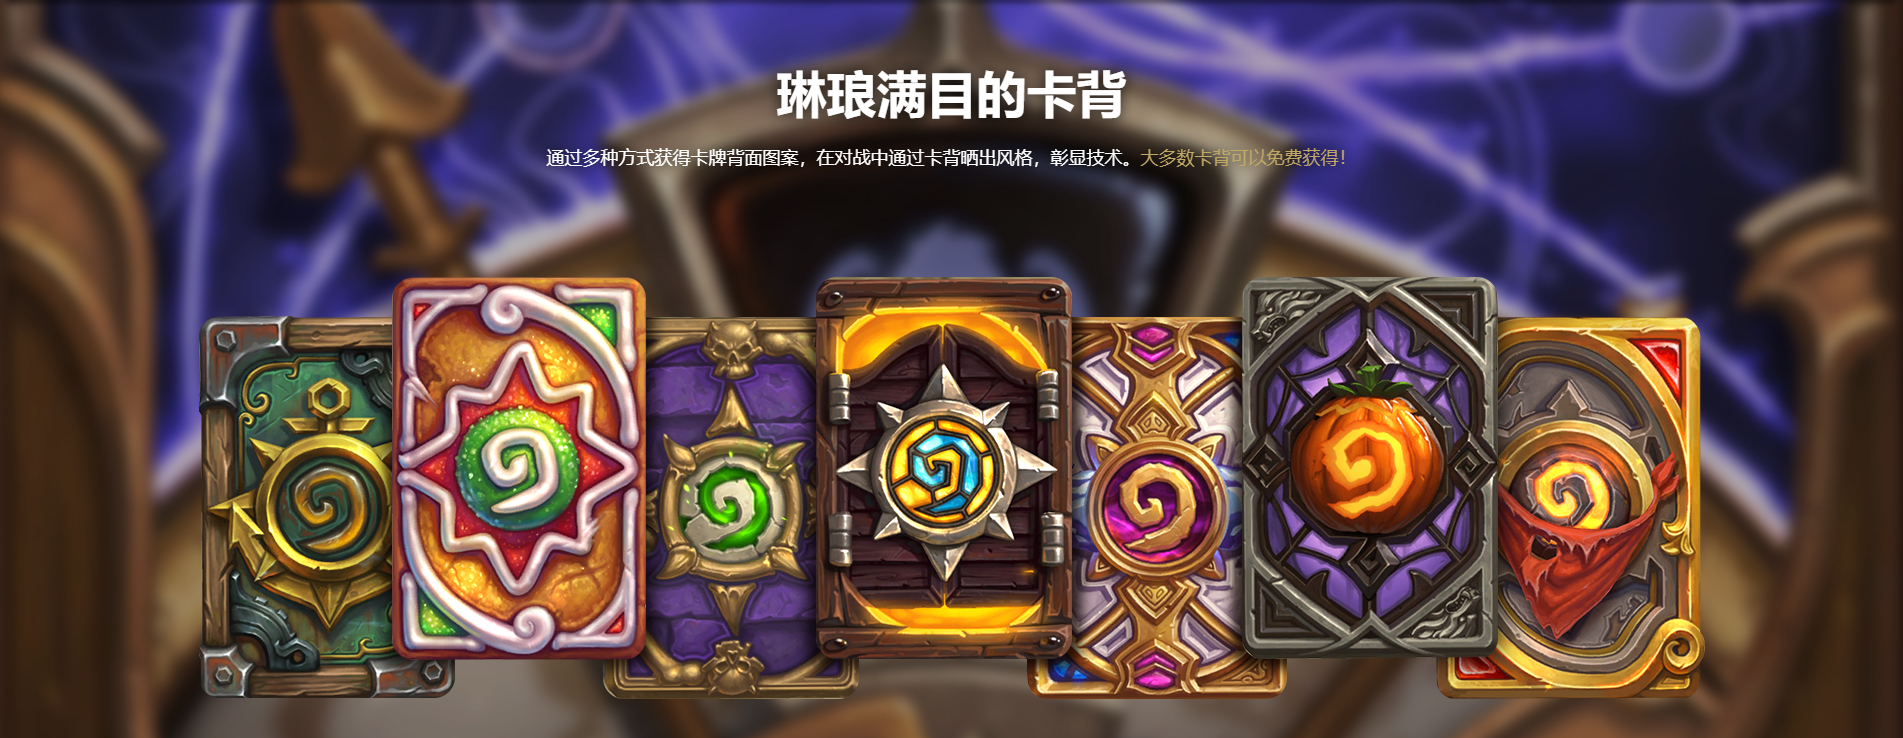 琳琅满目的卡背
通过多种方式获得卡牌背面图案，在对战中通过卡背晒出风格，彰显技术。大多数卡背可以免费获得！